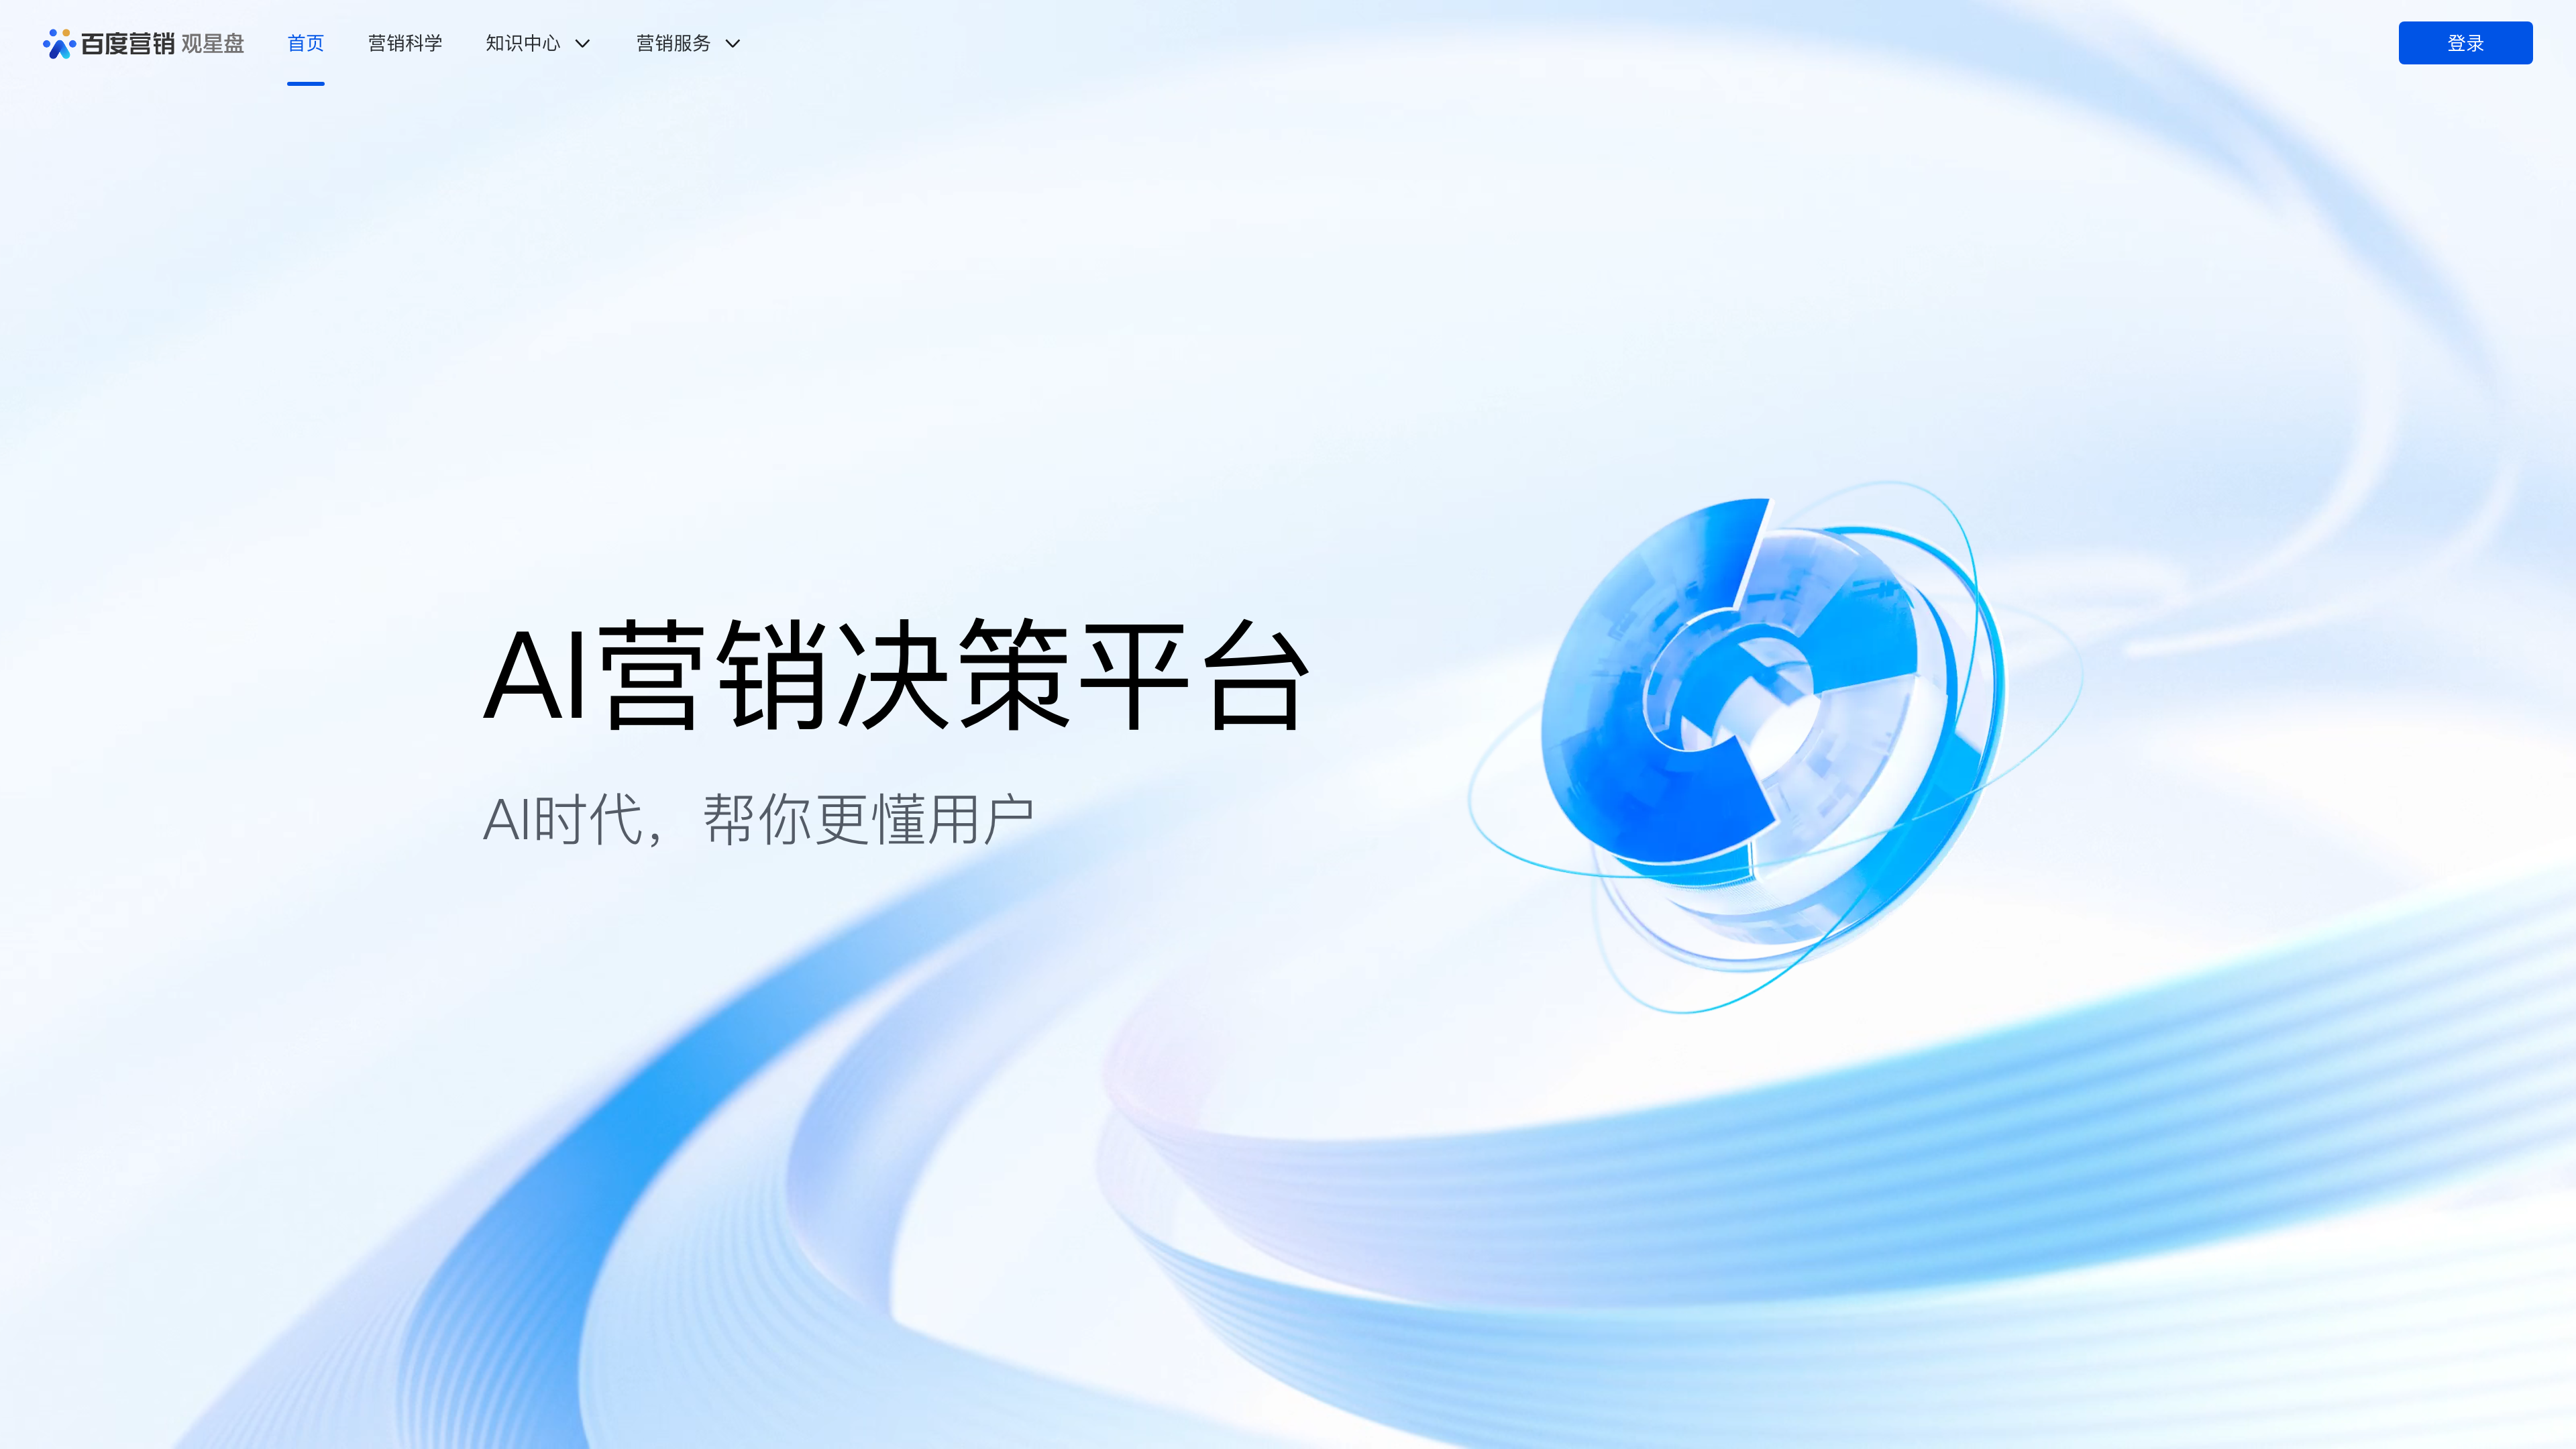 百度营销 观星盘
首页
营销科学
知识中心
营销服务
登录
AI营销决策平台
AI时代，帮你更懂用户